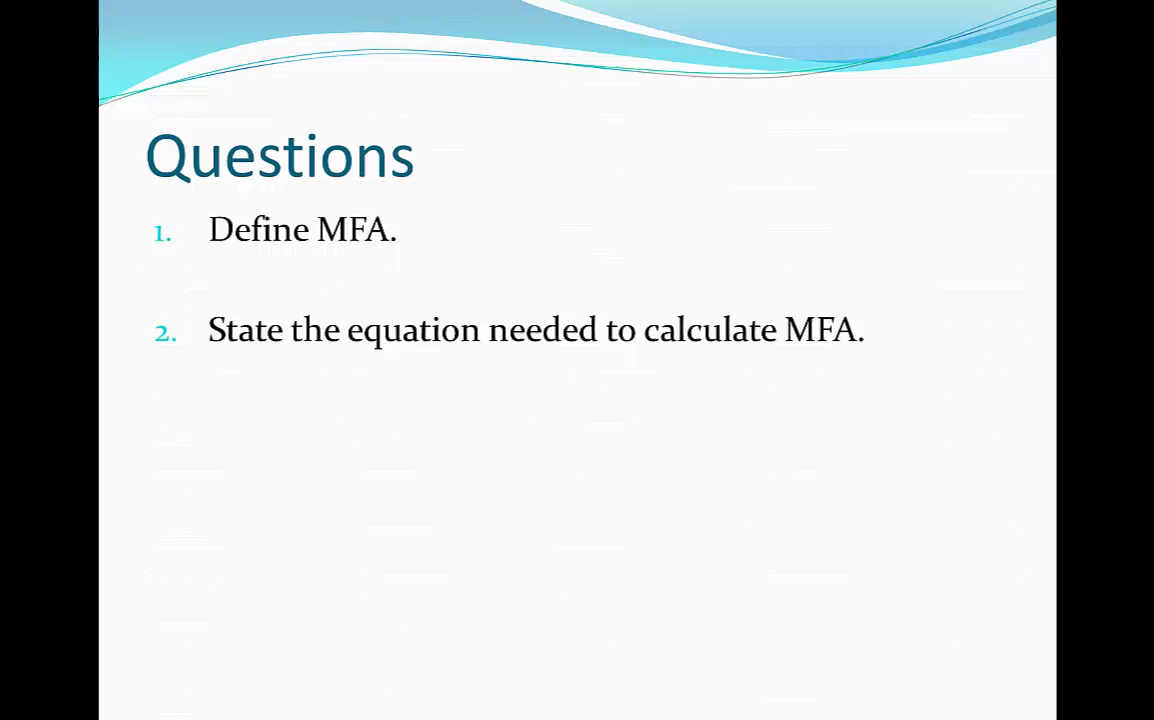 Questions
1. Define MFA.
2. State the equation needed to calculate MFA.